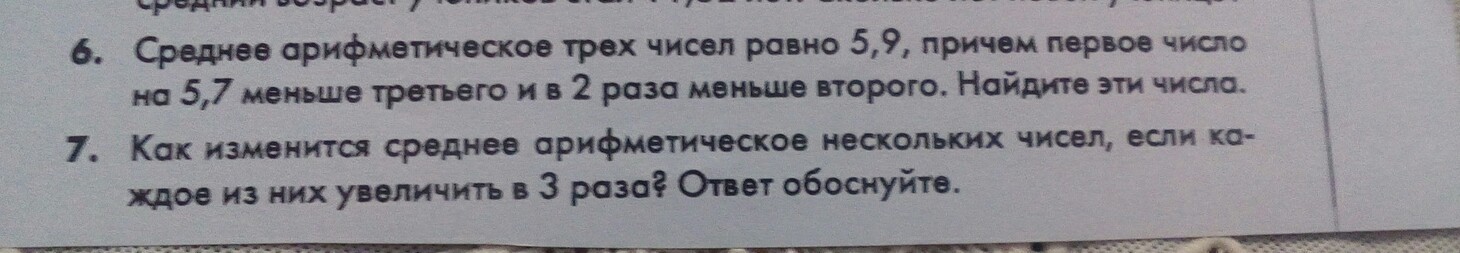 6. Среднее арифметическое трех чисел равно 5,9, причем первое число
на 5,7 меньше третьего и в 2 раза меньше второго. Найдите эти числа.
7. Как изменится среднее арифметическое нескольких чисел, если ка-
ждое из них увеличить в 3 раза? Ответ обоснуйте.